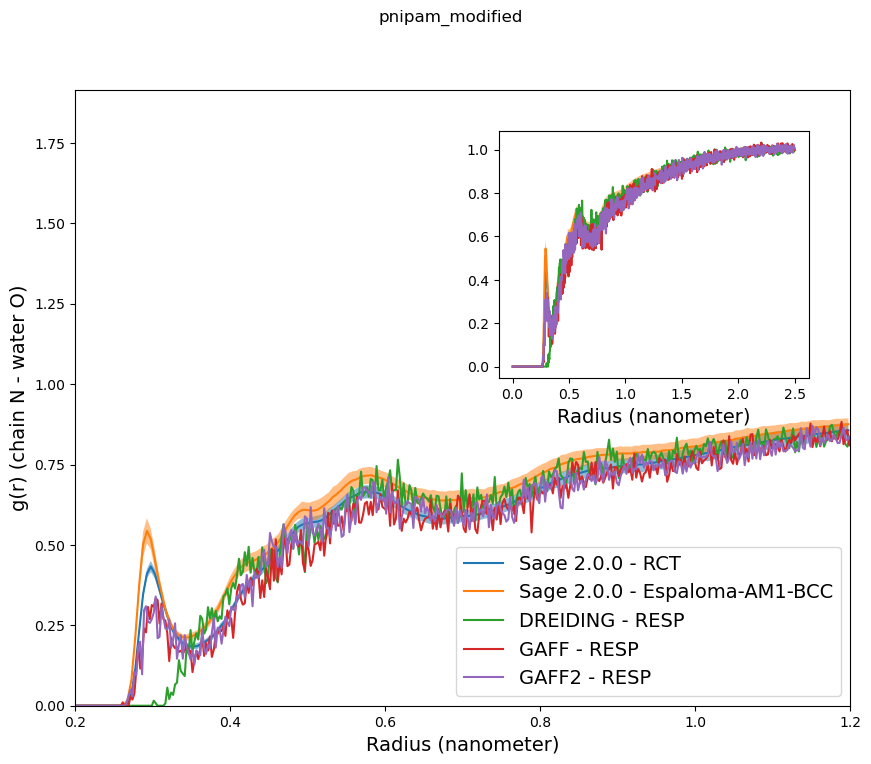 pnipam_modified
g(r) (chain N - water O)
1.75
1.50
1.25
1.00
0.75
0.50
0.25
0.00
0.2
0.4
0.6
0.8
1.0
1.2
Radius (nanometer)
1.0
0.8
0.6
0.4
0.2
0.0
0.0
0.5
1.0
1.5
2.0
2.5
Radius (nanometer)
Sage 2.0.0 - RCT
Sage 2.0.0 - Espaloma-AM1-BCC
DREIDING - RESP
GAFF - RESP
GAFF2 - RESP